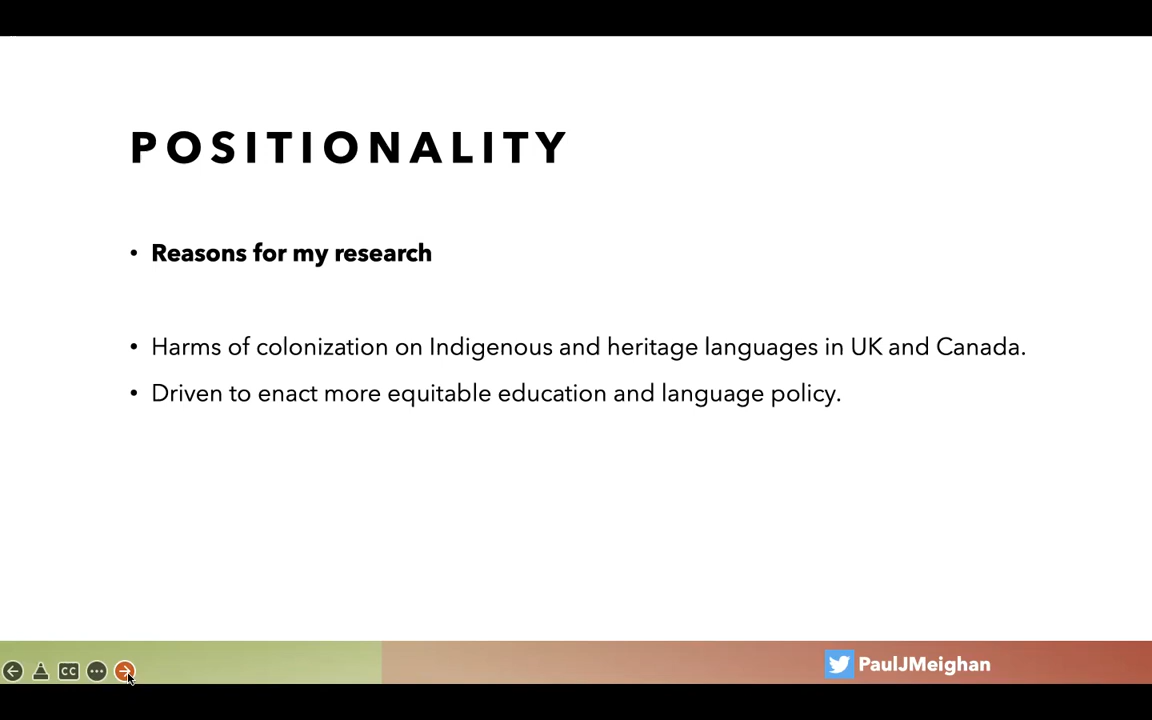 POSITIONALITY
• Reasons for my research
• Harms of colonization on Indigenous and heritage languages in UK and Canada.
• Driven to enact more equitable education and language policy.
CC
PaulJMeighan